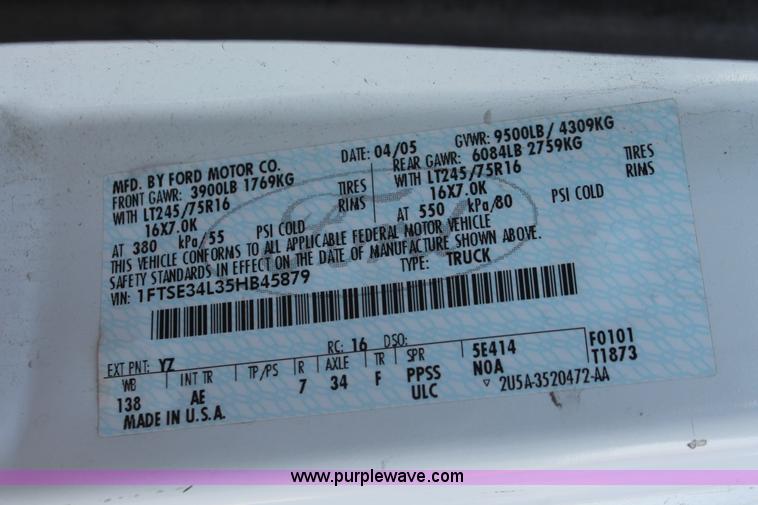 MFD. BY FORD MOTOR CO.
DATE: 04/05
GVWR: 9500LB/ 4309KG
FRONT GAWR: 3900LB 1769KG
REAR GAWR: 6084LB 2759KG
WITH LT245/75R16 TIRES
WITH LT245/75R16 TIRES
16X7.0K RIMS
16X7.0K RIMS
AT 380 kPa/55 PSI COLD
AT 550 kPa/80 PSI COLD
THIS VEHICLE CONFORMS TO ALL APPLICABLE FEDERAL MOTOR VEHICLE
SAFETY STANDARDS IN EFFECT ON THE DATE OF MANUFACTURE SHOWN ABOVE.
VIN: 1FTSE34L35HB45879
TYPE: TRUCK
EXT PNT: YZ
RC: 16 DSO:
F0101
T1873
WB INT TR TP/PS R AXLE TR SPR 5E414
138 AE 7 34 F PPSS N0A
ULC
▽ 2U5A-3520472-AA
MADE IN U.S.A.
www.purplewave.com